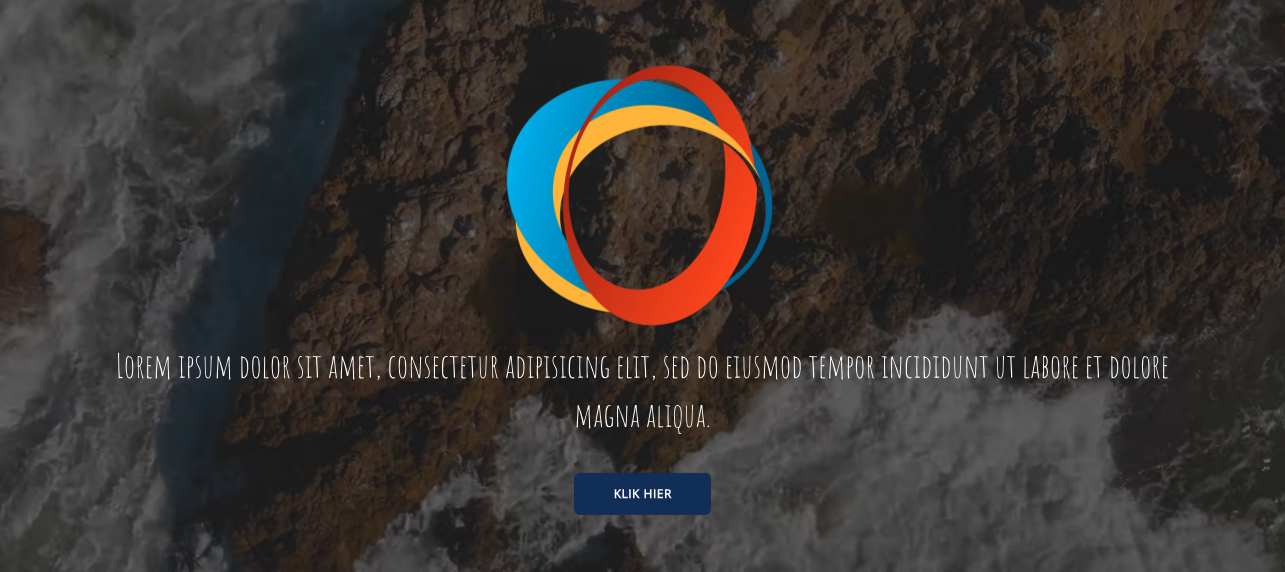 Lorem ipsum dolor sit amet, consectetur adipisicing elit, sed do eiusmod tempor incididunt ut labore et dolore
magna aliqua.
KLIK HIER